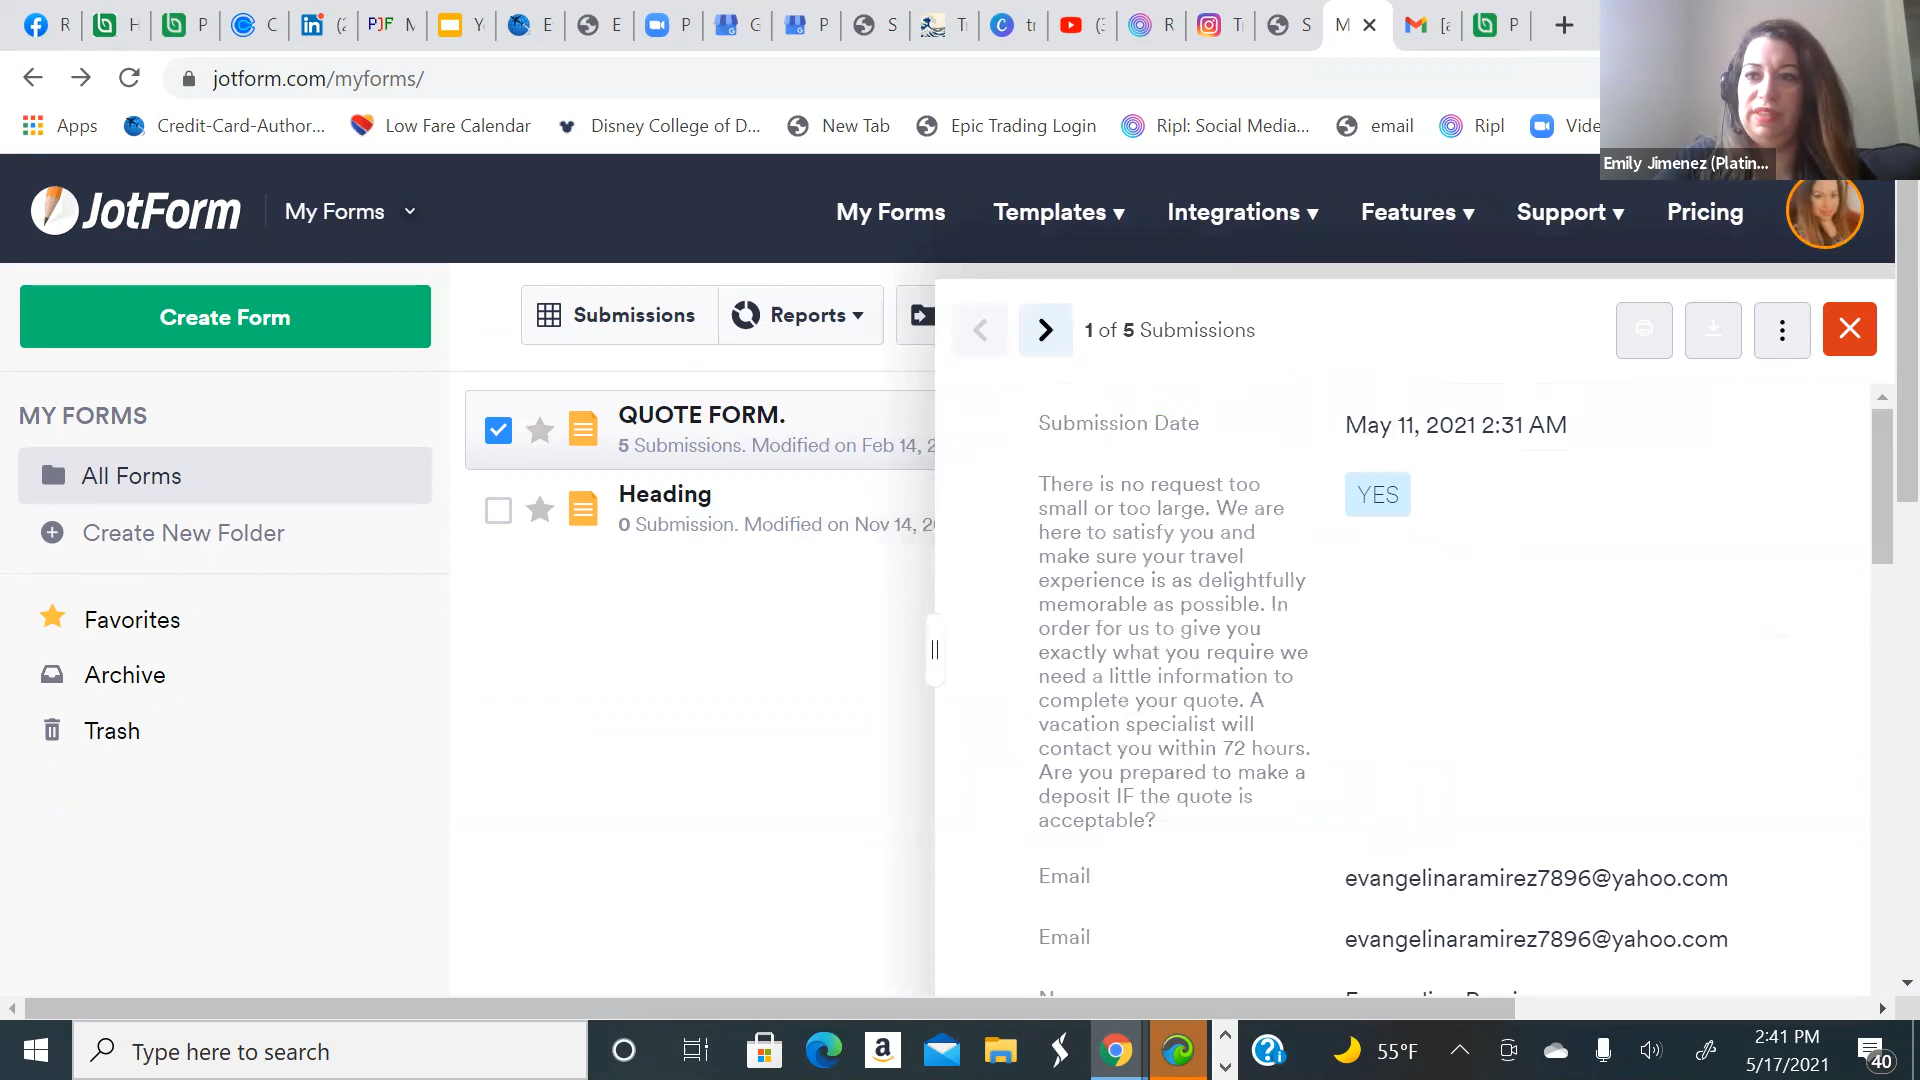 R
H
P
C
(2
PJF
M
Y
E
E
P
G
P
S
T
tr
(3
R
T
S
M
[a
P
jotform.com/myforms/
Emily Jimenez (Platin...
Apps
Credit-Card-Author...
Low Fare Calendar
Disney College of D...
New Tab
Epic Trading Login
Ripl: Social Media...
email
Ripl
Vide
JotForm
My Forms
My Forms
Templates
Integrations
Features
Support
Pricing
Create Form
Submissions
Reports
1 of 5 Submissions
MY FORMS
All Forms
Create New Folder
Favorites
Archive
Trash
QUOTE FORM.
5 Submissions. Modified on Feb 14, 2
Heading
0 Submission. Modified on Nov 14, 20
Submission Date
May 11, 2021 2:31 AM
There is no request too
small or too large. We are
here to satisfy you and
make sure your travel
experience is as delightfully
memorable as possible. In
order for us to give you
exactly what you require we
need a little information to
complete your quote. A
vacation specialist will
contact you within 72 hours.
Are you prepared to make a
deposit IF the quote is
acceptable?
YES
Email
evangelinaramirez7896@yahoo.com
Email
evangelinaramirez7896@yahoo.com
Type here to search
a
55°F
2:41 PM
5/17/2021
40